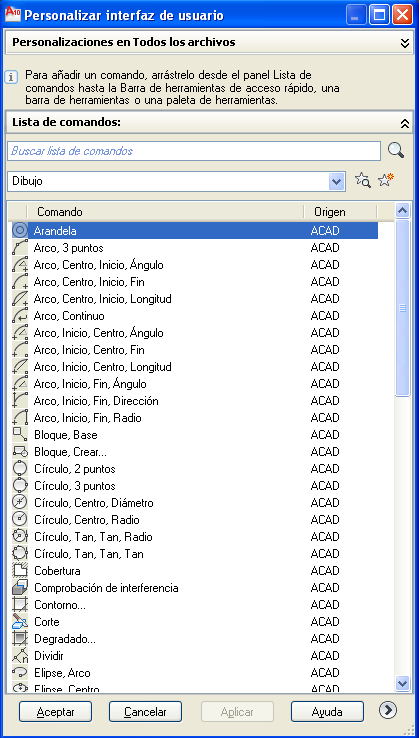 Personalizar interfaz de usuario
Personalizaciones en Todos los archivos
Para añadir un comando, arrástrelo desde el panel Lista de
comandos hasta la Barra de herramientas de acceso rápido, una
barra de herramientas o una paleta de herramientas.
Lista de comandos:
Buscar lista de comandos
Dibujo
Comando Origen
Arandela ACAD
Arco, 3 puntos ACAD
Arco, Centro, Inicio, Ángulo ACAD
Arco, Centro, Inicio, Fin ACAD
Arco, Centro, Inicio, Longitud ACAD
Arco, Continuo ACAD
Arco, Inicio, Centro, Ángulo ACAD
Arco, Inicio, Centro, Fin ACAD
Arco, Inicio, Centro, Longitud ACAD
Arco, Inicio, Fin, Ángulo ACAD
Arco, Inicio, Fin, Dirección ACAD
Arco, Inicio, Fin, Radio ACAD
Bloque, Base ACAD
Bloque, Crear... ACAD
Círculo, 2 puntos ACAD
Círculo, 3 puntos ACAD
Círculo, Centro, Diámetro ACAD
Círculo, Centro, Radio ACAD
Círculo, Tan, Tan, Radio ACAD
Círculo, Tan, Tan, Tan ACAD
Cobertura ACAD
Comprobación de interferencia ACAD
Contorno... ACAD
Corte ACAD
Degradado... ACAD
Dividir ACAD
Elipse, Arco ACAD
Elipse, Centro ACAD
Aceptar Cancelar Aplicar Ayuda